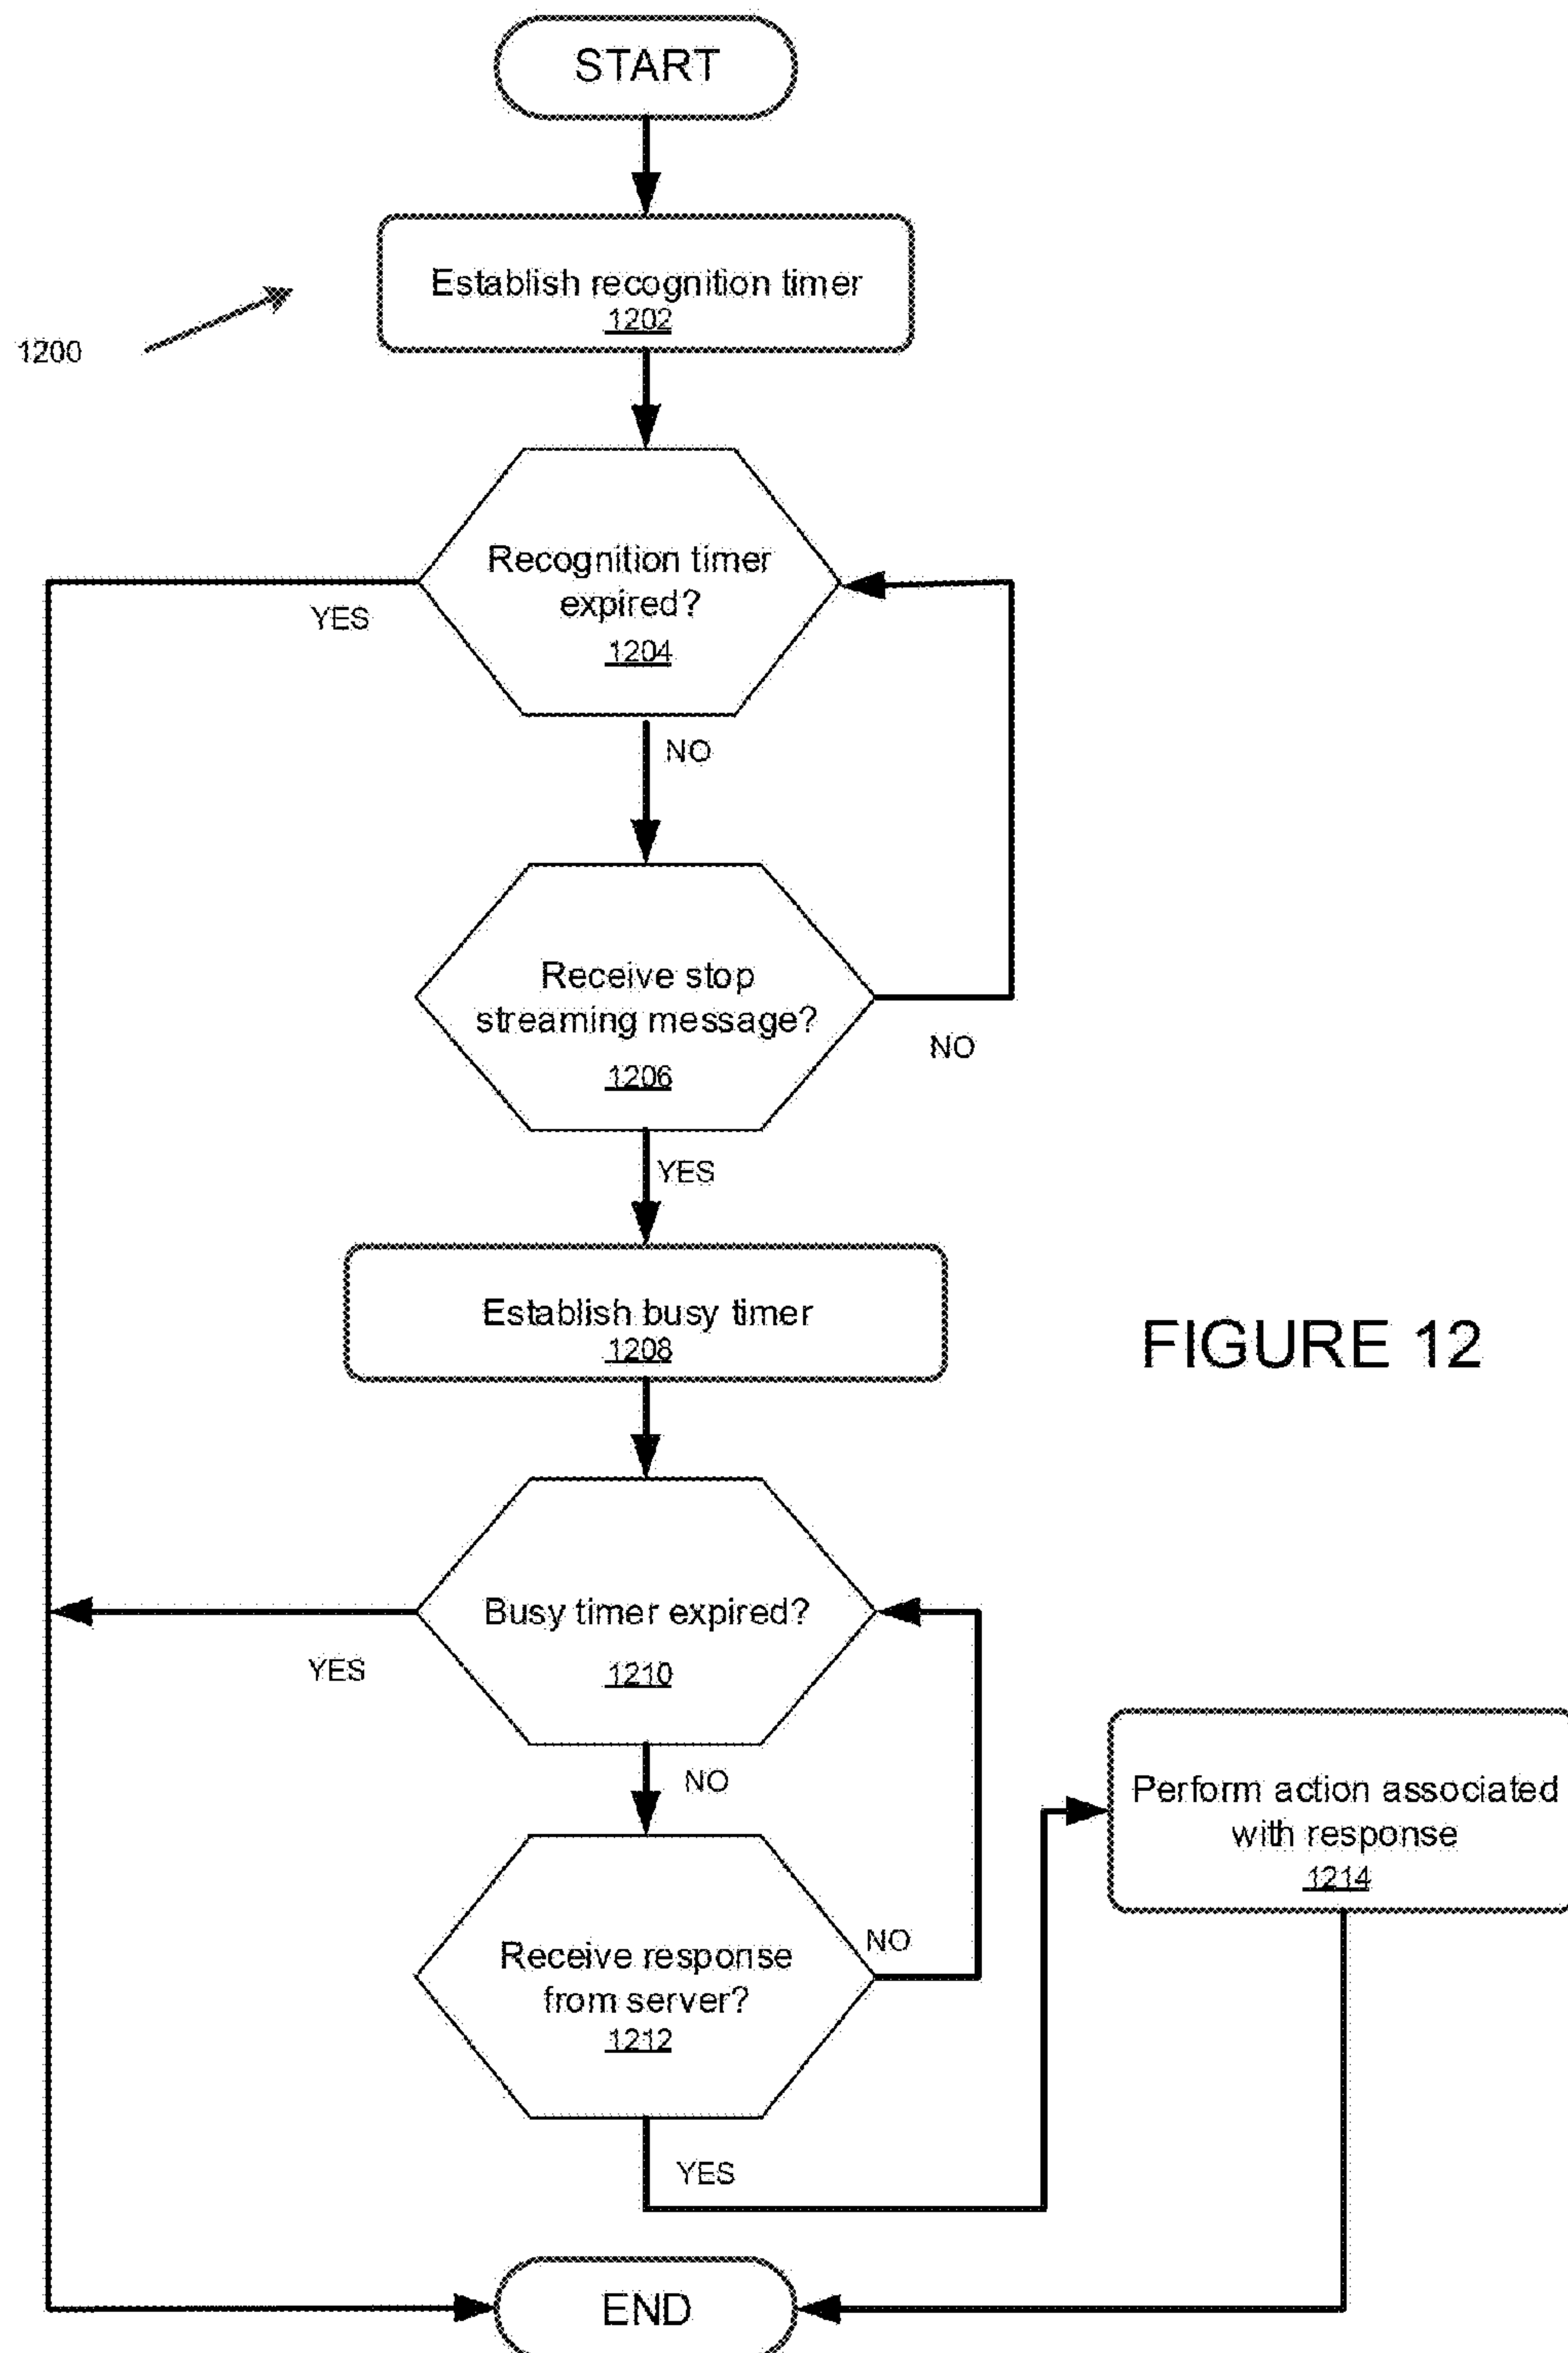 START
Establish recognition timer
1202
1200
Recognition timer
expired?
1204
YES
NO
Receive stop
streaming message?
1206
NO
YES
Establish busy timer
1208
FIGURE 12
Busy timer expired?
1210
YES
NO
Perform action associated
with response
1214
Receive response
from server?
1212
NO
YES
END